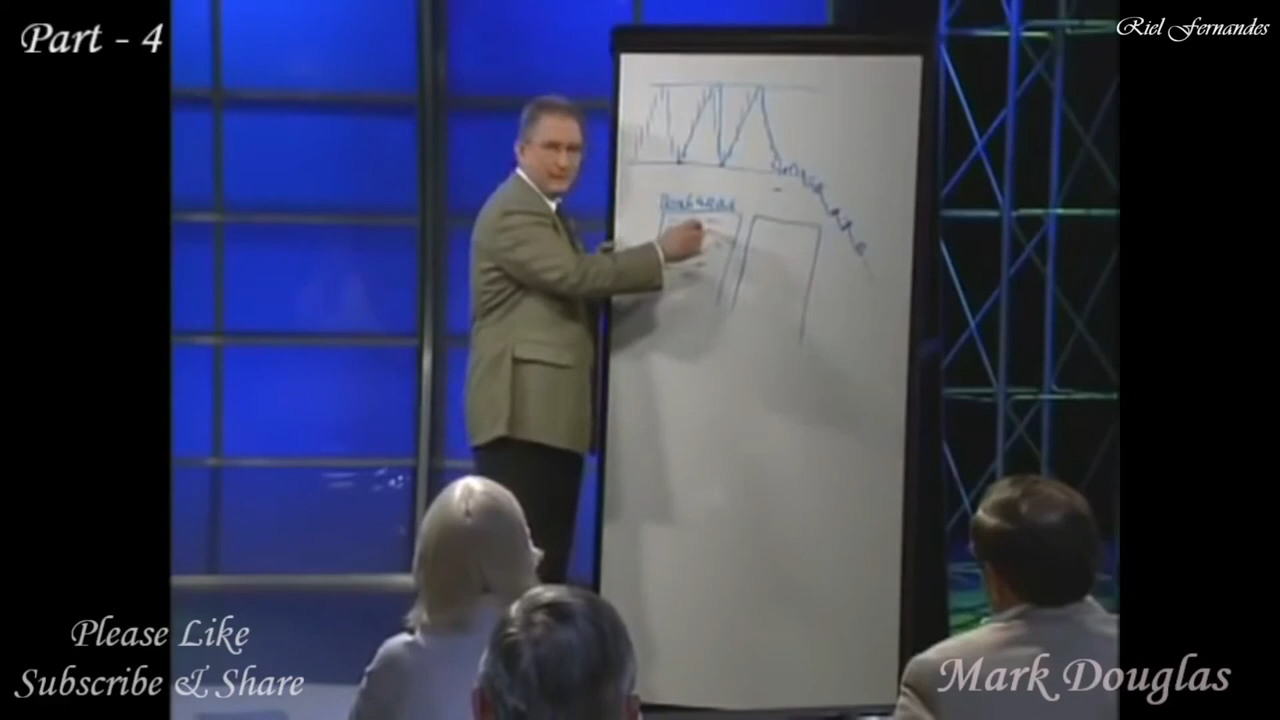 Part - 4
Riel Fernandes
Please Like
Subscribe & Share
Mark Douglas